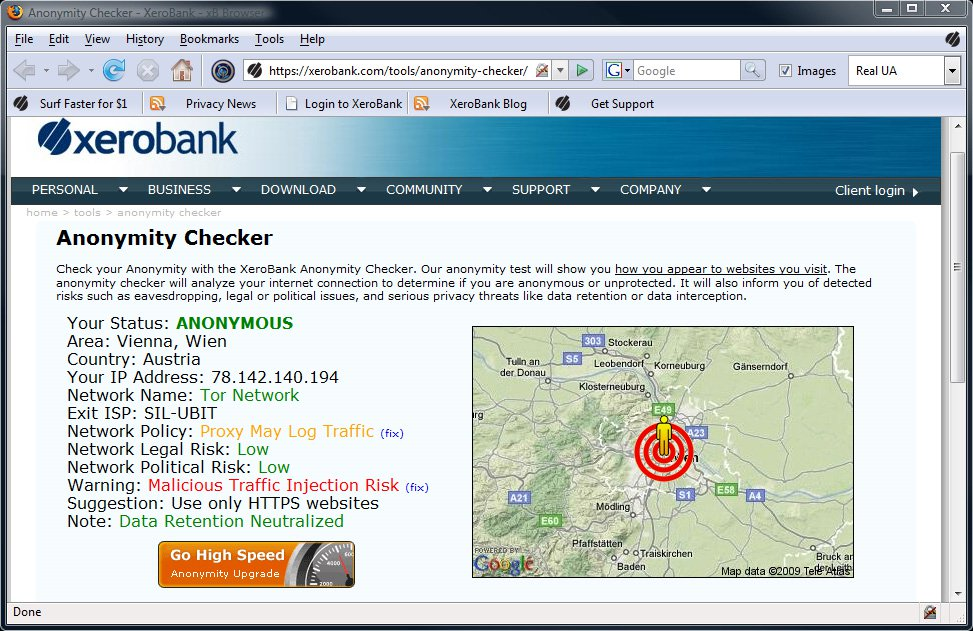 Anonymity Checker - XeroBank - xB Browser
File Edit View History Bookmarks Tools Help
https://xerobank.com/tools/anonymity-checker/ G Google Images Real UA
Surf Faster for $1 Privacy News Login to XeroBank XeroBank Blog Get Support
xerobank
PERSONAL BUSINESS DOWNLOAD COMMUNITY SUPPORT COMPANY Client login
home > tools > anonymity checker
Anonymity Checker
Check your Anonymity with the XeroBank Anonymity Checker. Our anonymity test will show you how you appear to websites you visit. The
anonymity checker will analyze your internet connection to determine if you are anonymous or unprotected. It will also inform you of detected
risks such as eavesdropping, legal or political issues, and serious privacy threats like data retention or data interception.
Your Status: ANONYMOUS
Area: Vienna, Wien
Country: Austria
Your IP Address: 78.142.140.194
Network Name: Tor Network
Exit ISP: SIL-UBIT
Network Policy: Proxy May Log Traffic (fix)
Network Legal Risk: Low
Network Political Risk: Low
Warning: Malicious Traffic Injection Risk (fix)
Suggestion: Use only HTTPS websites
Note: Data Retention Neutralized
Go High Speed
Anonymity Upgrade
6000
4000
2000
303 Stockerau
S5
Tulln an
der Donau
Leobendorf
Korneuburg
Gänserndorf
Klosterneuburg
E49
A23
A21
S1
E58
A4
E60
Mödling
Pfaffstätten
Traiskirchen
Baden
Bruck an
der Leith
POWERED BY
Google
Map data ©2009 Tele Atlas
Done